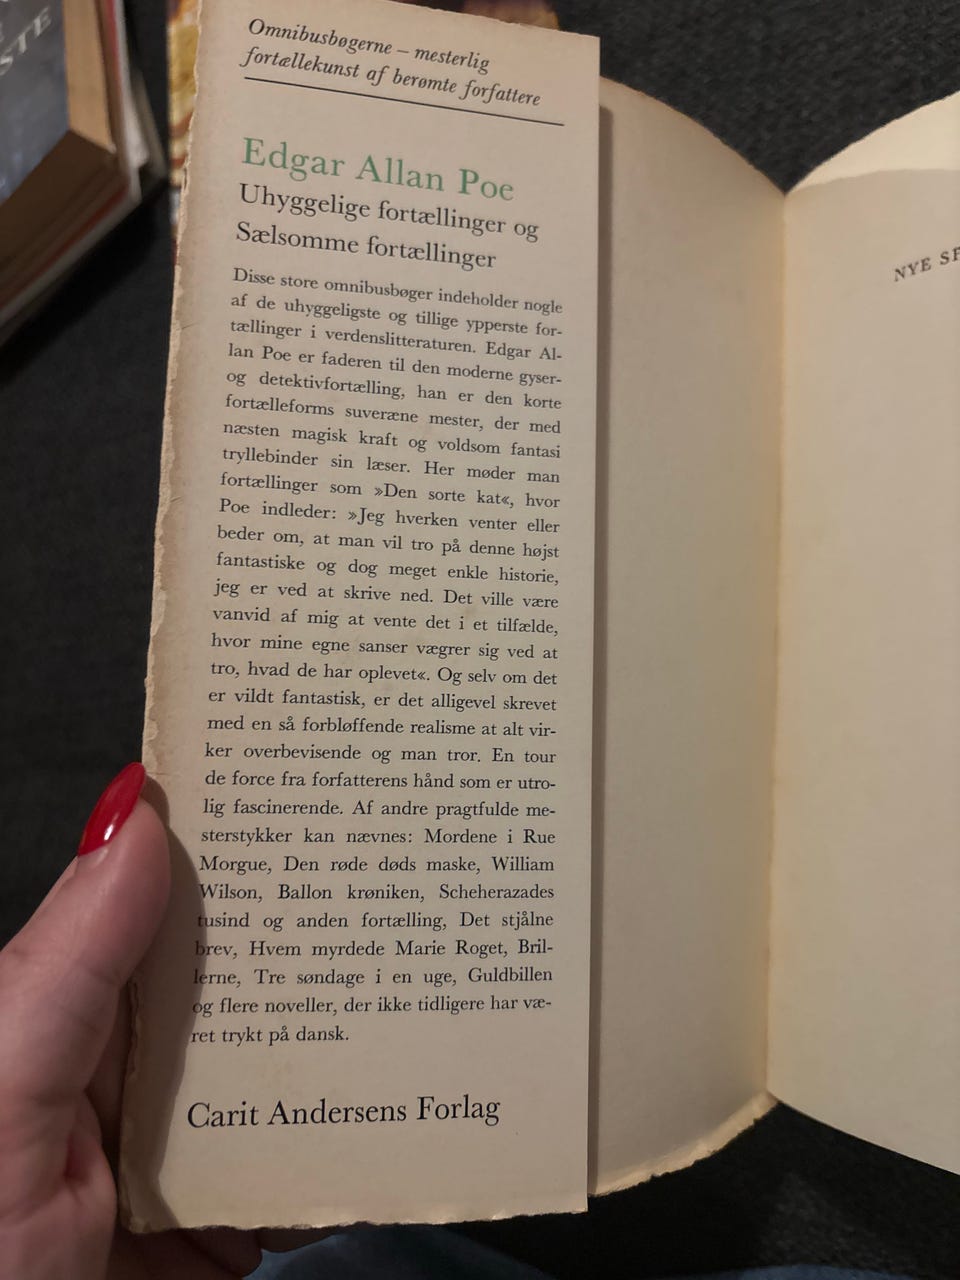 STE
Omnibusbøgerne – mesterlig
fortællekunst af berømte forfattere
Edgar Allan Poe
Uhyggelige fortællinger og
Sælsomme fortællinger
Disse store omnibusbøger indeholder nogle
af de uhyggeligste og tillige ypperste for-
tællinger i verdenslitteraturen. Edgar Al-
lan Poe er faderen til den moderne gyser-
og detektivfortælling, han er den korte
fortælleforms suveræne mester, der med
næsten magisk kraft og voldsom fantasi
tryllebinder sin læser. Her møder man
fortællinger som »Den sorte kat«, hvor
Poe indleder: »Jeg hverken venter eller
beder om, at man vil tro på denne højst
fantastiske og dog meget enkle historie,
jeg er ved at skrive ned. Det ville være
vanvid af mig at vente det i et tilfælde,
hvor mine egne sanser vægrer sig ved at
tro, hvad de har oplevet«. Og selv om det
er vildt fantastisk, er det alligevel skrevet
med en så forbløffende realisme at alt vir-
ker overbevisende og man tror. En tour
de force fra forfatterens hånd som er utro-
lig fascinerende. Af andre pragtfulde me-
sterstykker kan nævnes: Mordene i Rue
Morgue, Den røde døds maske, William
Wilson, Ballon krøniken, Scheherazades
tusind og anden fortælling, Det stjålne
brev, Hvem myrdede Marie Roget, Bril-
lerne, Tre søndage i en uge, Guldbillen
og flere noveller, der ikke tidligere har væ-
ret trykt på dansk.
Carit Andersens Forlag
NYE